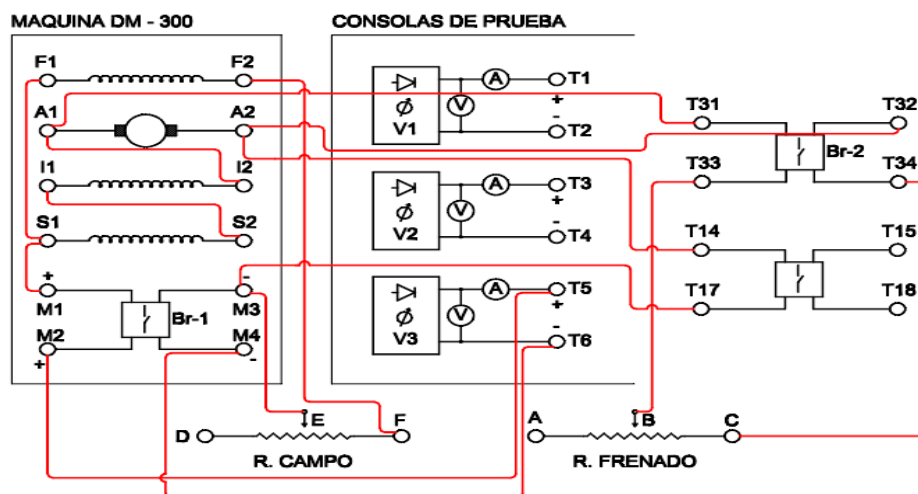 MAQUINA DM - 300
CONSOLAS DE PRUEBA
F1 F2
A1 A2
I1 I2
S1 S2
+ -
M1 Br-1 M3
M2 M4
+ -
V1 V A T1
+
-
T2
V2 V A T3
+
-
T4
V3 V A T5
+
-
T6
T31 T32
Br-2
T33 T34
T14 T15
T17 T18
D E F
R. CAMPO
A B C
R. FRENADO